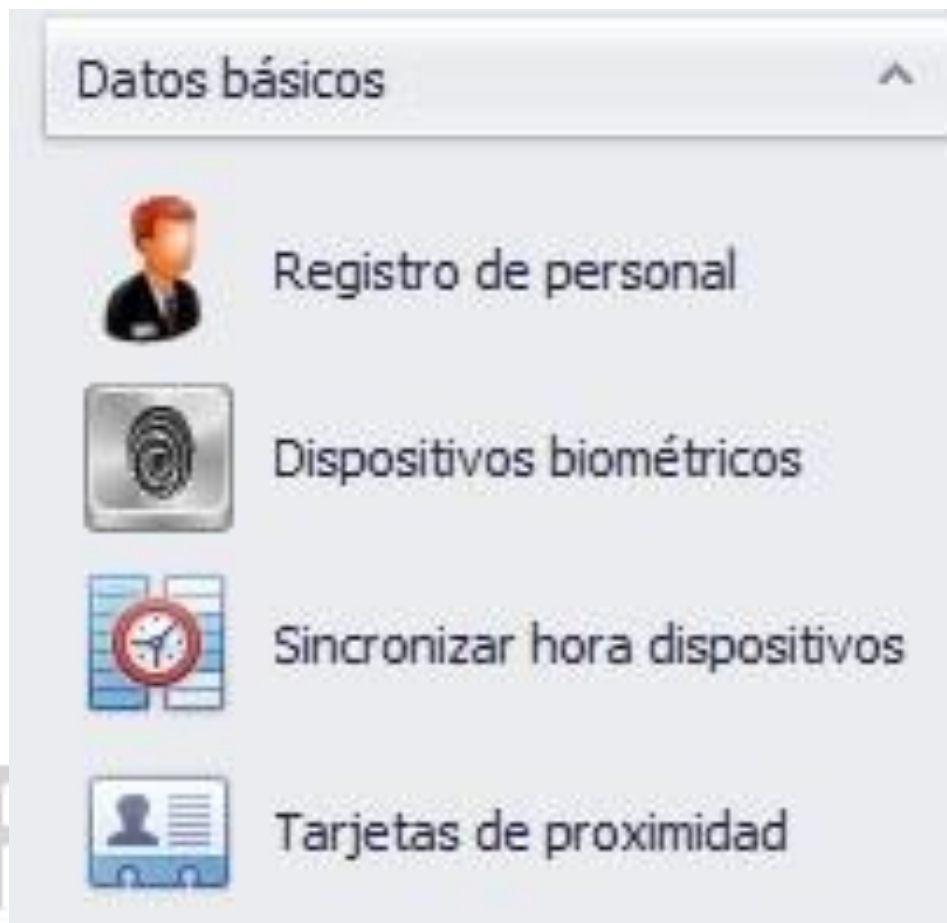 Datos básicos
Registro de personal
Dispositivos biométricos
Sincronizar hora dispositivos
Tarjetas de proximidad